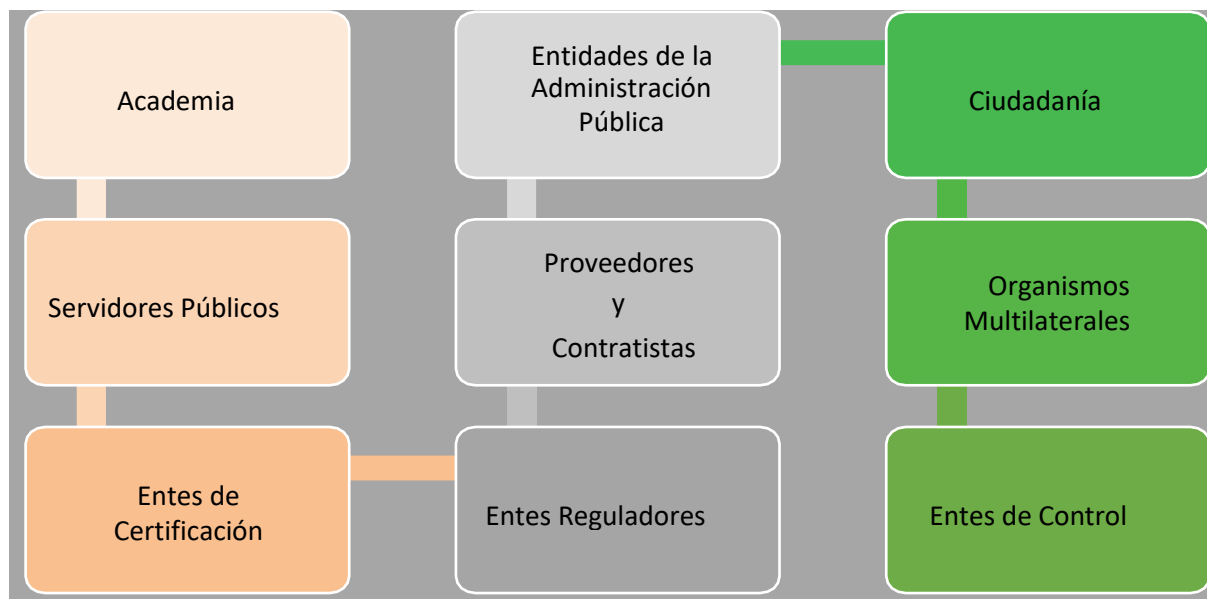 Academia
Servidores Públicos
Entes de
Certificación
Entes Reguladores
Proveedores
y
Contratistas
Entidades de la
Administración
Pública
Ciudadanía
Organismos
Multilaterales
Entes de Control